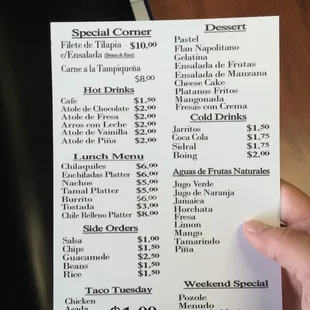 Special Corner
Filete de Tilapia $10,00
c/Ensalada
Carne a la Tampiqueña
$8,00
Hot Drinks
Cafe $1,50
Atole de Chocolate $2,00
Atole de Fresa $2,00
Arros con Leche $2,00
Atole de Vainilla $2,00
Atole de Piña $2,00
Lunch Menu
Chilaquiles $6,00
Enchiladas Platter $6,00
Nachos $5,00
Tamal Platter $5,00
Burrito $6,00
Tostada $3,00
Chile Relleno Platter $8,00
Side Orders
Salsa $1,00
Chips $1,50
Guacamole $2,50
Beans $1,50
Rice $1,50
Taco Tuesday
Chicken
Asada $1,00
Dessert
Pastel
Flan Napolitano
Gelatina
Ensalada de Frutas
Ensalada de Manzana
Cheese Cake
Platanos Fritos
Mangonada
Fresas con Crema
Cold Drinks
Jarritos $1,50
Coca Cola $1,75
Sidral $1,75
Boing $2,00
Aguas de Frutas Naturales
Jugo Verde
Jugo de Naranja
Jamaica
Horchata
Fresa
Limon
Mango
Tamarindo
Piña
Weekend Special
Pozole
Menudo